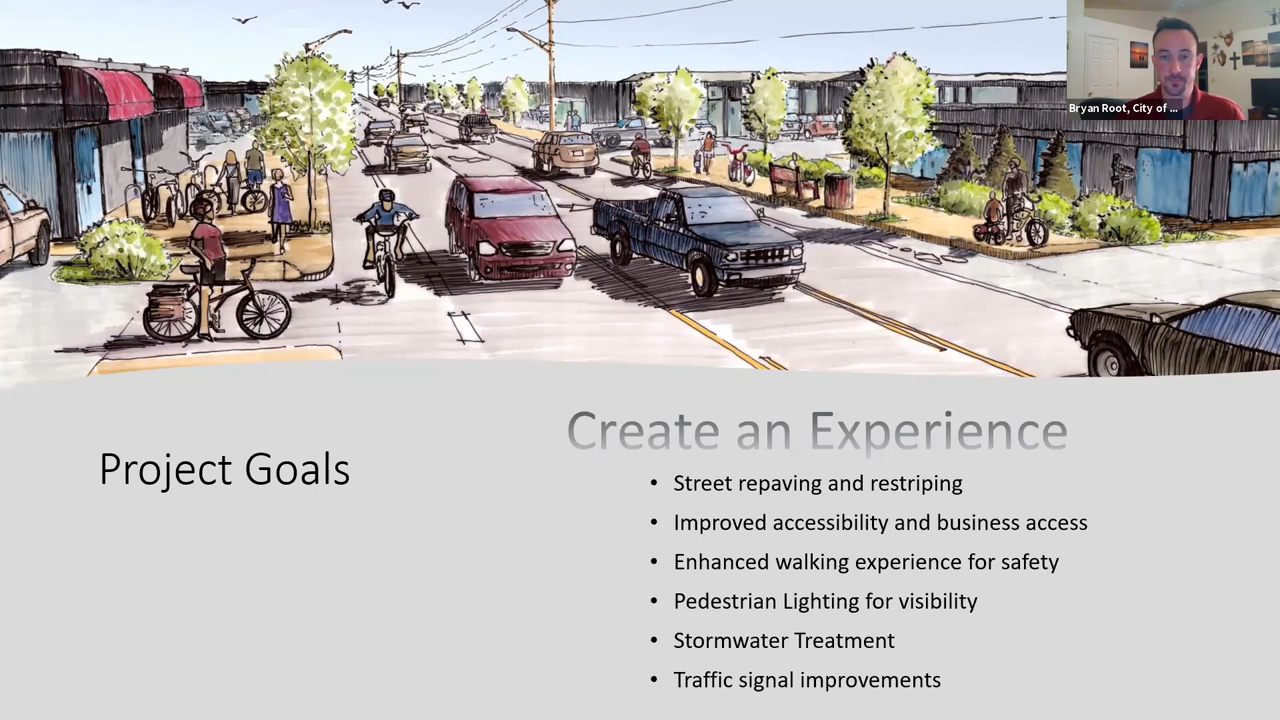 Bryan Root, City of ...
Project Goals
Create an Experience
• Street repaving and restriping
• Improved accessibility and business access
• Enhanced walking experience for safety
• Pedestrian Lighting for visibility
• Stormwater Treatment
• Traffic signal improvements